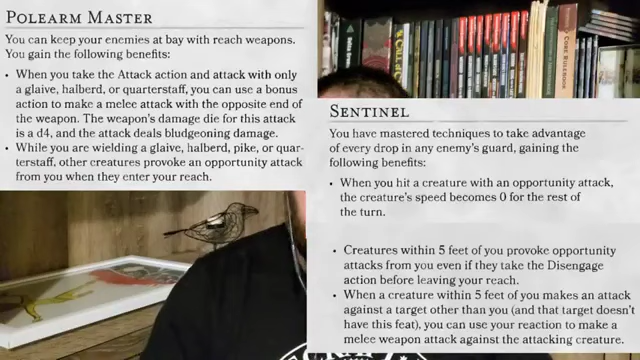 POLEARM MASTER
You can keep your enemies at bay with reach weapons.
You gain the following benefits:
• When you take the Attack action and attack with only
a glaive, halberd, or quarterstaff, you can use a bonus
action to make a melee attack with the opposite end of
the weapon. The weapon's damage die for this attack
is a d4, and the attack deals bludgeoning damage.
• While you are wielding a glaive, halberd, pike, or quar-
terstaff, other creatures provoke an opportunity attack
from you when they enter your reach.
CORE RULEBOOK
SENTINEL
You have mastered techniques to take advantage
of every drop in any enemy's guard, gaining the
following benefits:
• When you hit a creature with an opportunity attack,
the creature's speed becomes 0 for the rest of
the turn.
• Creatures within 5 feet of you provoke opportunity
attacks from you even if they take the Disengage
action before leaving your reach.
• When a creature within 5 feet of you makes an attack
against a target other than you (and that target doesn't
have this feat), you can use your reaction to make a
melee weapon attack against the attacking creature.